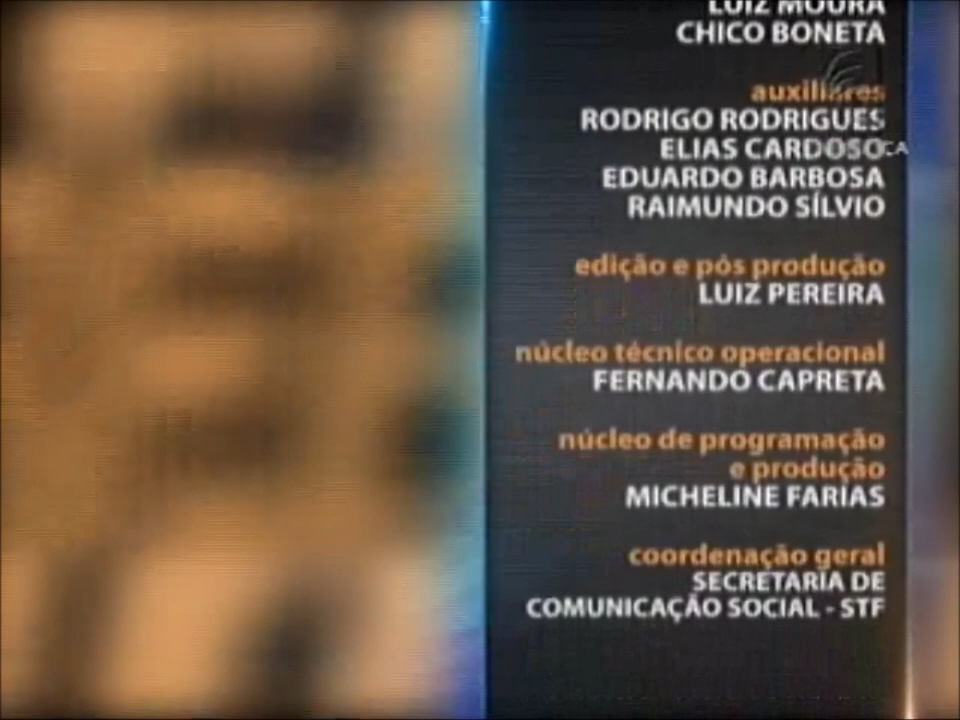 LUIZ MOURA
CHICO BONETA
auxiliares
RODRIGO RODRIGUES
ELIAS CARDOSO
EDUARDO BARBOSA
RAIMUNDO SÍLVIO
edição e pós produção
LUIZ PEREIRA
núcleo técnico operacional
FERNANDO CAPRETA
núcleo de programação
e produção
MICHELINE FARIAS
coordenação geral
SECRETARIA DE
COMUNICAÇÃO SOCIAL - STF